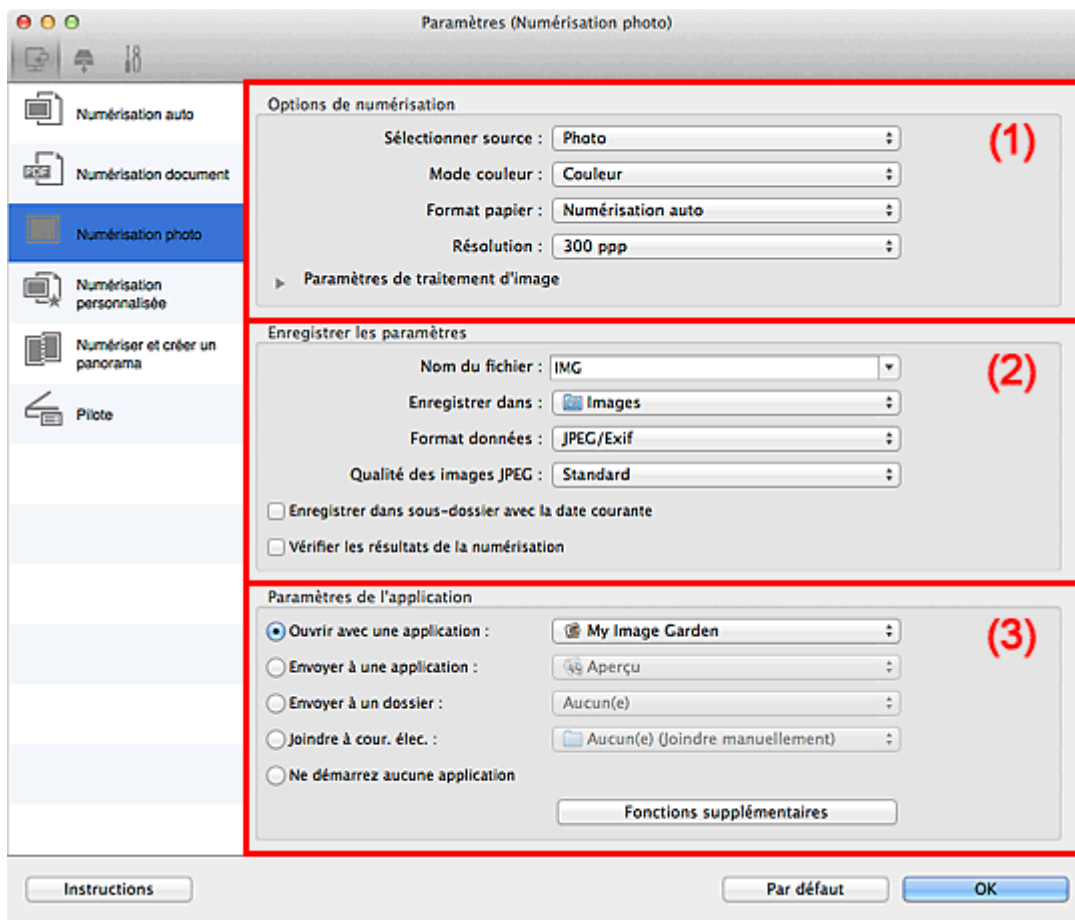 Paramètres (Numérisation photo)
Numérisation auto
PDF
Numérisation document
Numérisation photo
Numérisation
personnalisée
Numériser et créer un
panorama
Pilote
Options de numérisation
(1)
Sélectionner source : Photo
Mode couleur : Couleur
Format papier : Numérisation auto
Résolution : 300 ppp
Paramètres de traitement d'image
Enregistrer les paramètres
(2)
Nom du fichier : IMG
Enregistrer dans : Images
Format données : JPEG/Exif
Qualité des images JPEG : Standard
Enregistrer dans sous-dossier avec la date courante
Vérifier les résultats de la numérisation
Paramètres de l'application
(3)
Ouvrir avec une application : My Image Garden
Envoyer à une application : Aperçu
Envoyer à un dossier : Aucun(e)
Joindre à cour. élec. : Aucun(e) (Joindre manuellement)
Ne démarrez aucune application
Fonctions supplémentaires
Instructions
Par défaut
OK